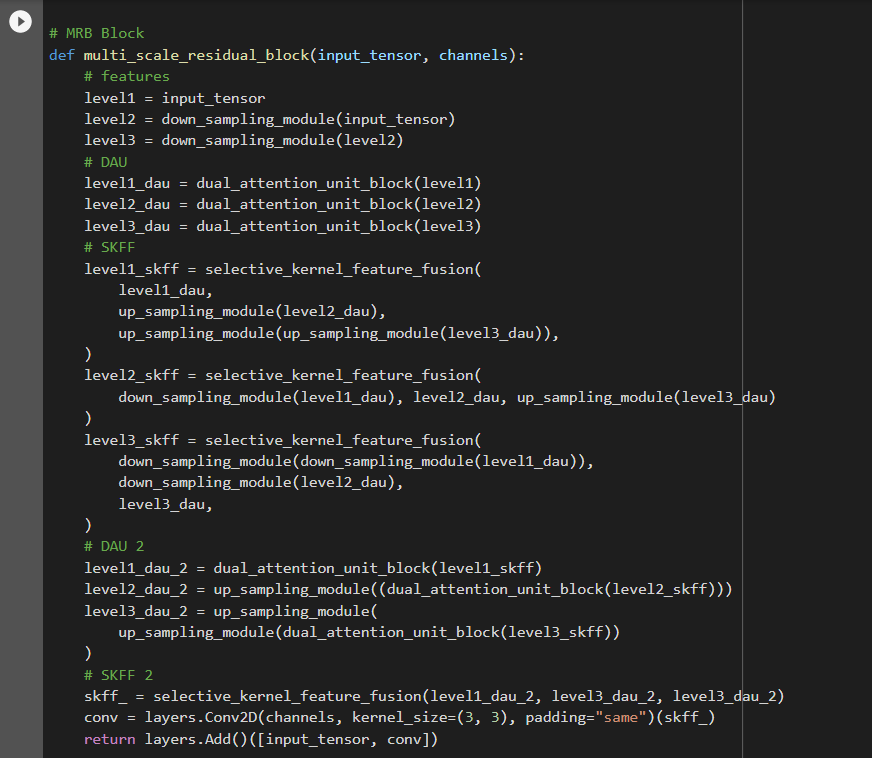 # MRB Block
def multi_scale_residual_block(input_tensor, channels):
    # features
    level1 = input_tensor
    level2 = down_sampling_module(input_tensor)
    level3 = down_sampling_module(level2)
    # DAU
    level1_dau = dual_attention_unit_block(level1)
    level2_dau = dual_attention_unit_block(level2)
    level3_dau = dual_attention_unit_block(level3)
    # SKFF
    level1_skff = selective_kernel_feature_fusion(
        level1_dau,
        up_sampling_module(level2_dau),
        up_sampling_module(up_sampling_module(level3_dau)),
    )
    level2_skff = selective_kernel_feature_fusion(
        down_sampling_module(level1_dau), level2_dau, up_sampling_module(level3_dau)
    )
    level3_skff = selective_kernel_feature_fusion(
        down_sampling_module(down_sampling_module(level1_dau)),
        down_sampling_module(level2_dau),
        level3_dau,
    )
    # DAU 2
    level1_dau_2 = dual_attention_unit_block(level1_skff)
    level2_dau_2 = up_sampling_module((dual_attention_unit_block(level2_skff)))
    level3_dau_2 = up_sampling_module(
        up_sampling_module(dual_attention_unit_block(level3_skff))
    )
    # SKFF 2
    skff_ = selective_kernel_feature_fusion(level1_dau_2, level3_dau_2, level3_dau_2)
    conv = layers.Conv2D(channels, kernel_size=(3, 3), padding="same")(skff_)
    return layers.Add()([input_tensor, conv])